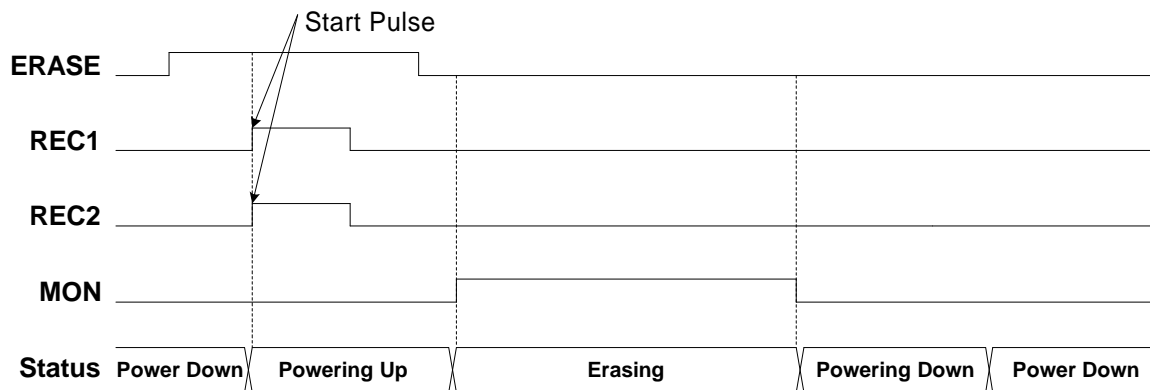 Start Pulse
ERASE
REC1
REC2
MON
Status Power Down Powering Up Erasing Powering Down Power Down